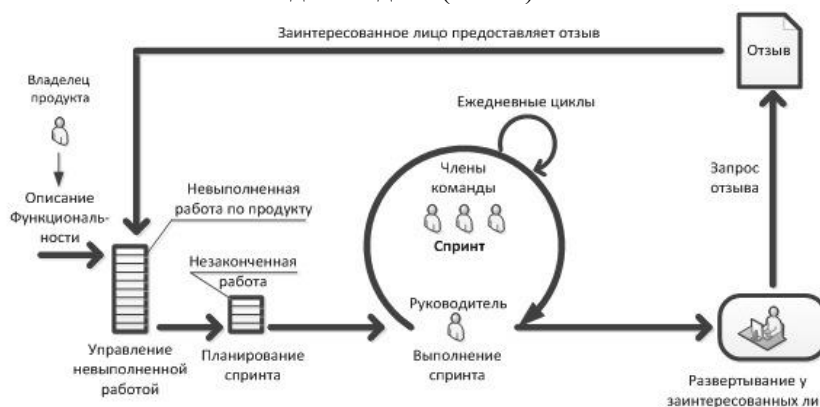 Заинтересованное лицо предоставляет отзыв
Отзыв
Владелец
продукта
Ежедневные циклы
Описание
Функциональ-
ности
Невыполненная
работа по продукту
Члены
команды
Спринт
Запрос
отзыва
Незаконченная
работа
Руководитель
Управление
невыполненной
работой
Планирование
спринта
Выполнение
спринта
Развертывание у
заинтересованных ли